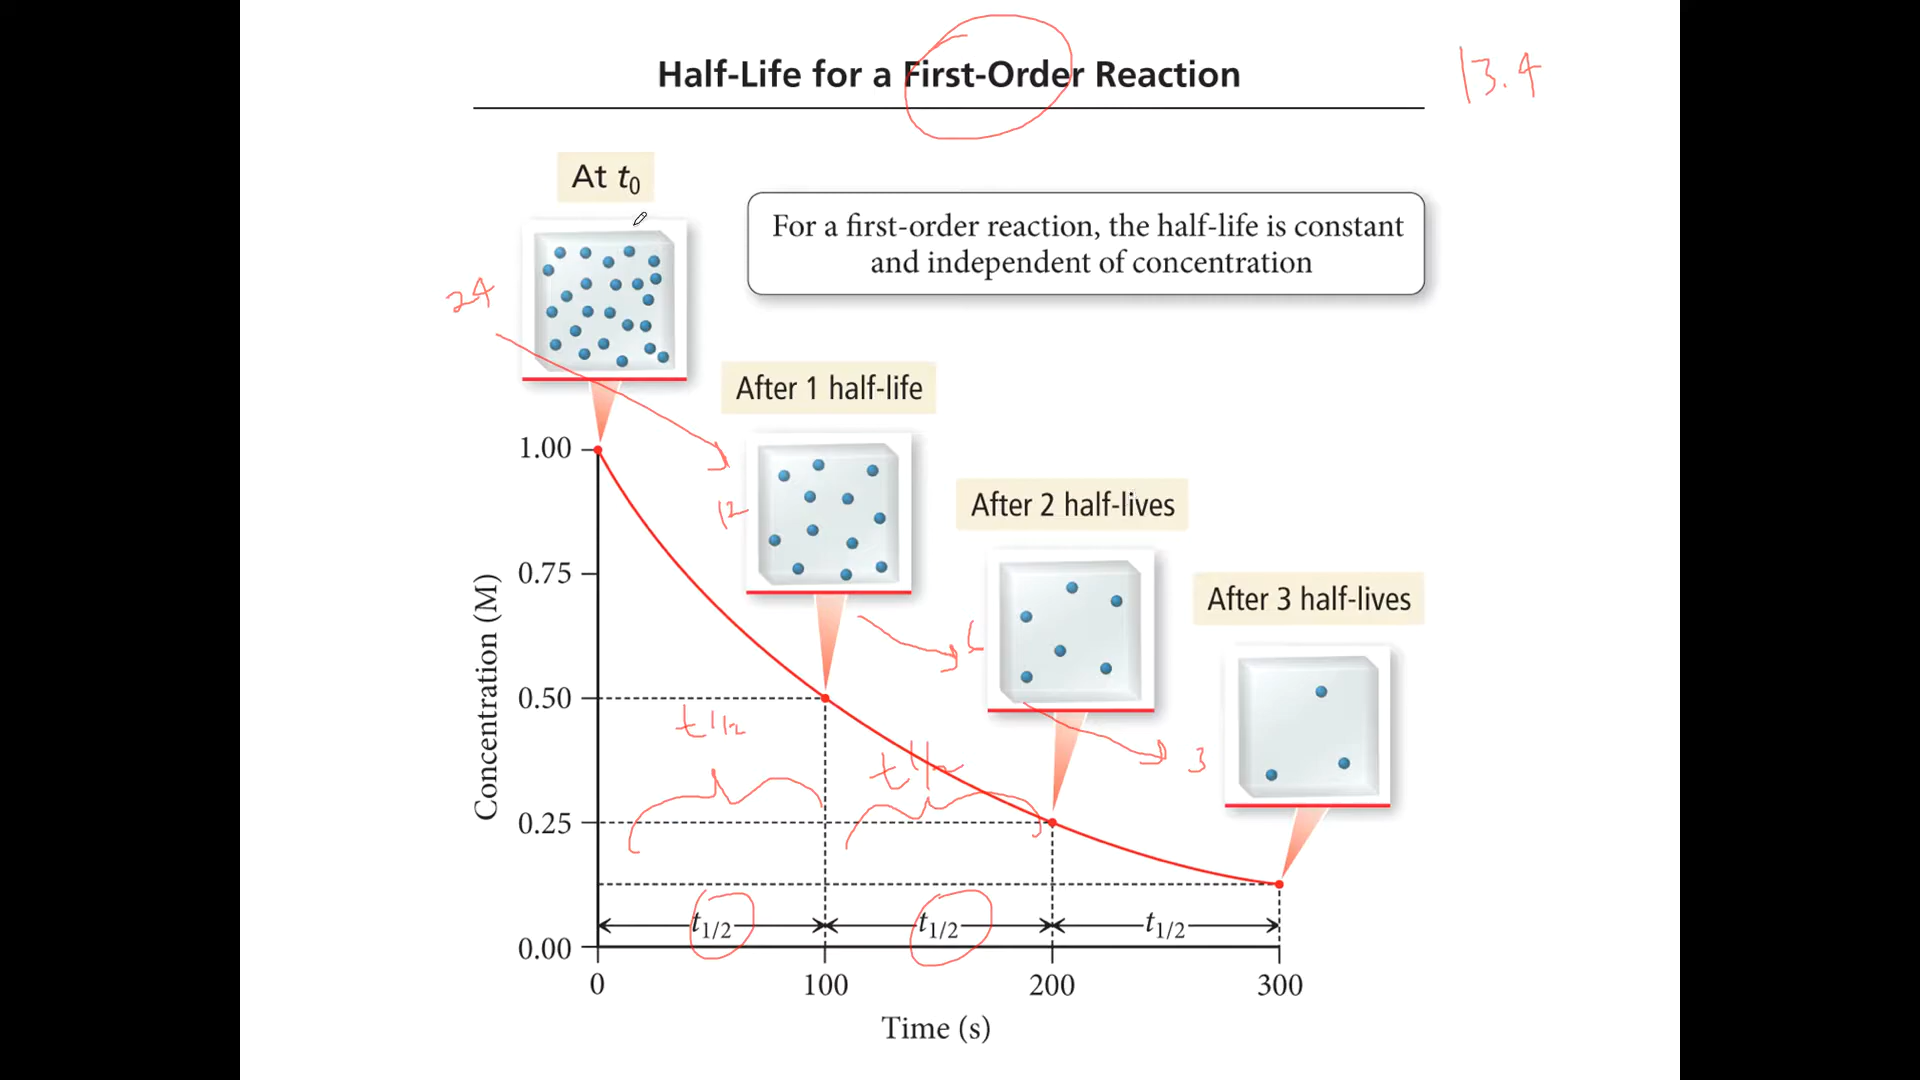 Half-Life for a First-Order Reaction
13.4
At t0
For a first-order reaction, the half-life is constant
and independent of concentration
24
After 1 half-life
12
After 2 half-lives
6
After 3 half-lives
3
Concentration (M)
1.00
0.75
0.50
0.25
0.00
t1/2
t1/2
t1/2
t1/2
t1/2
0
100
200
300
Time (s)